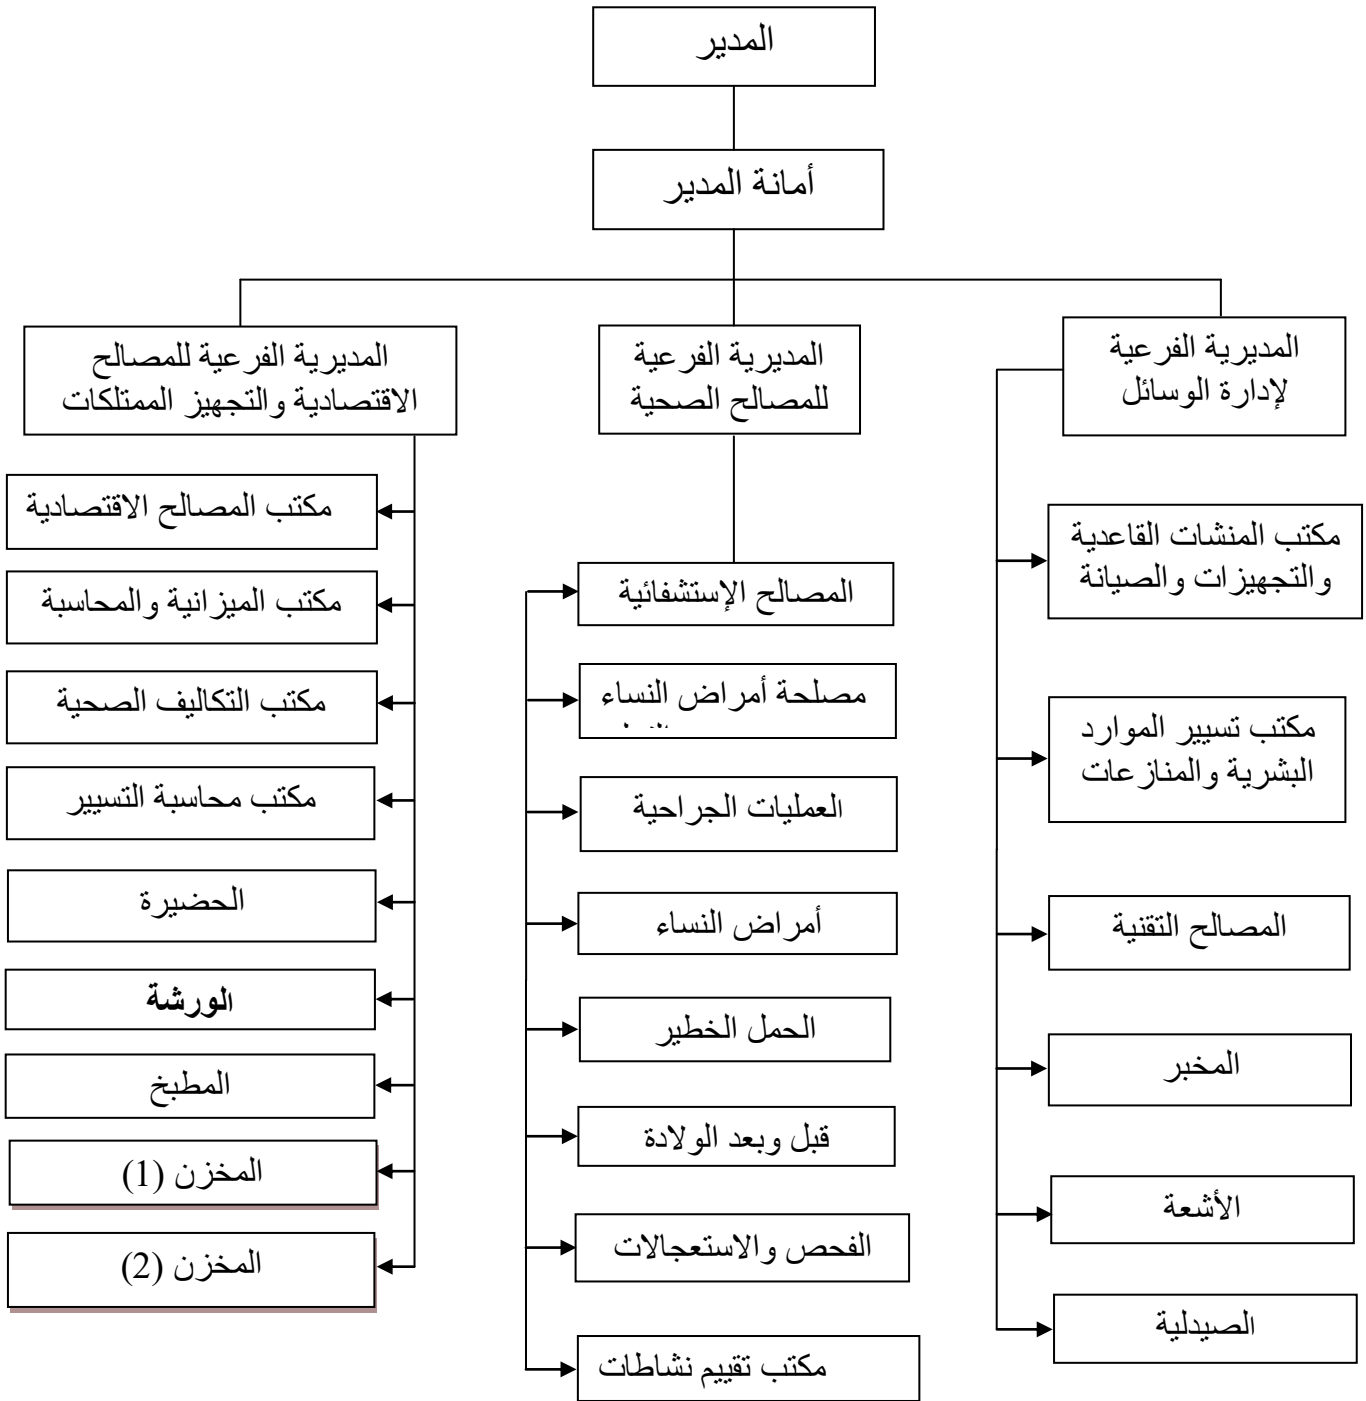 المدير
أمانة المدير
المديرية الفرعية
لإدارة الوسائل
المديرية الفرعية
للمصالح الصحية
المديرية الفرعية للمصالح
الاقتصادية والتجهيز الممتلكات
مكتب المنشات القاعدية
والتجهيزات والصيانة
مكتب تسيير الموارد
البشرية والمنازعات
المصالح التقنية
المخبر
الأشعة
الصيدلية
المصالح الإستشفائية
مصلحة أمراض النساء
العمليات الجراحية
أمراض النساء
الحمل الخطير
قبل وبعد الولادة
الفحص والاستعجالات
مكتب تقييم نشاطات
مكتب المصالح الاقتصادية
مكتب الميزانية والمحاسبة
مكتب التكاليف الصحية
مكتب محاسبة التسيير
الحضيرة
الورشة
المطبخ
المخزن (1)
المخزن (2)